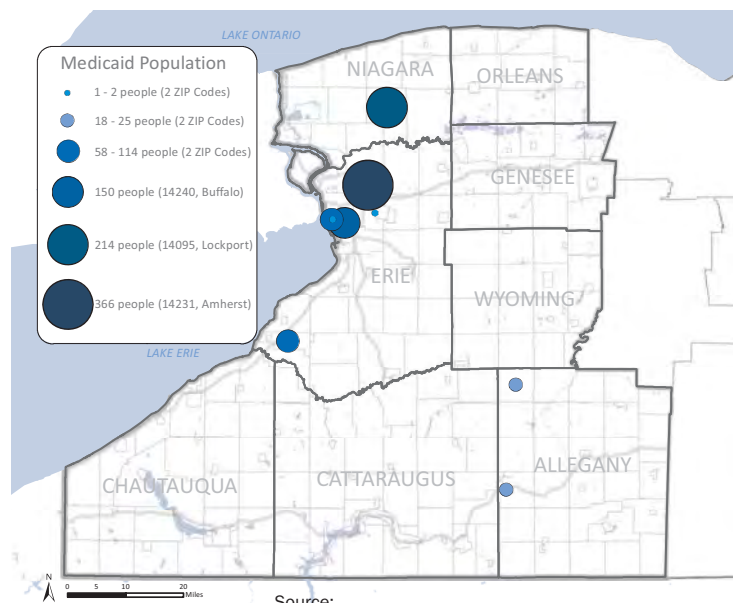 LAKE ONTARIO
Medicaid Population
1 - 2 people (2 ZIP Codes)
18 - 25 people (2 ZIP Codes)
58 - 114 people (2 ZIP Codes)
150 people (14240, Buffalo)
214 people (14095, Lockport)
366 people (14231, Amherst)
NIAGARA
ORLEANS
GENESEE
ERIE
WYOMING
LAKE ERIE
CHAUTAUQUA
CATTARAUGUS
ALLEGANY
N
0 5 10 20
Miles
Source: